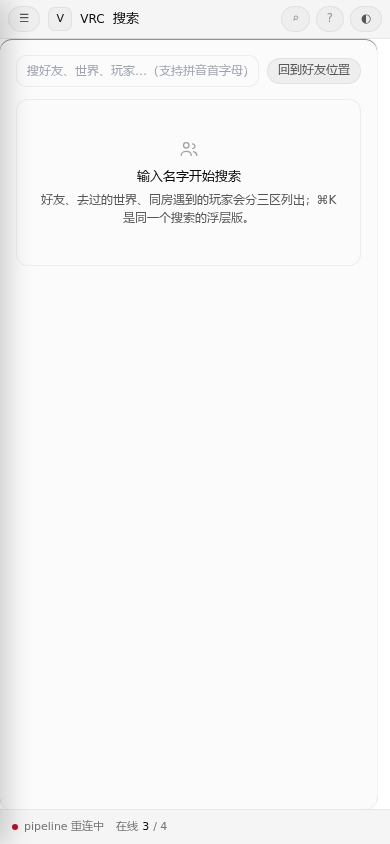 ☰ V VRC 搜索 ⌕ ? ◐
搜好友、世界、玩家…（支持拼音首字母） 回到好友位置
输入名字开始搜索
好友、去过的世界、同房遇到的玩家会分三区列出；⌘K
是同一个搜索的浮层版。
pipeline 重连中 在线 3 / 4